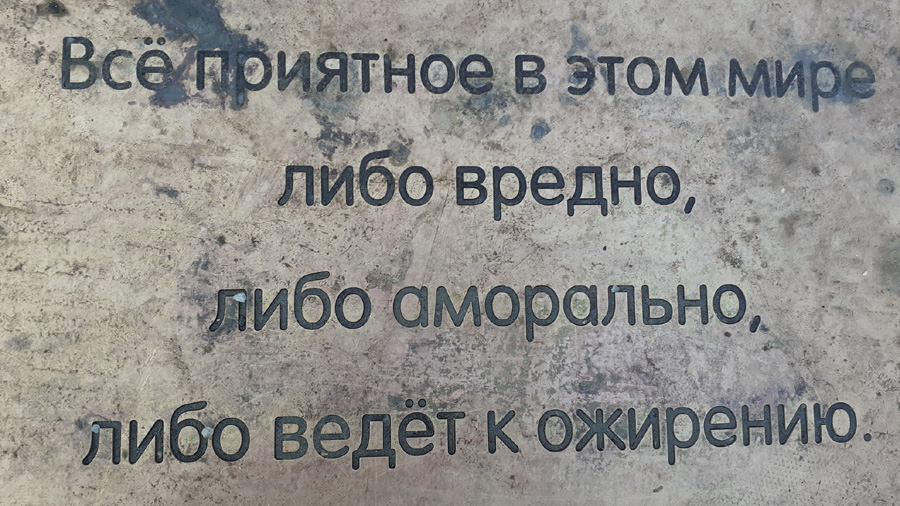 Всё приятное в этом мире
либо вредно,
либо аморально,
либо ведёт к ожирению.